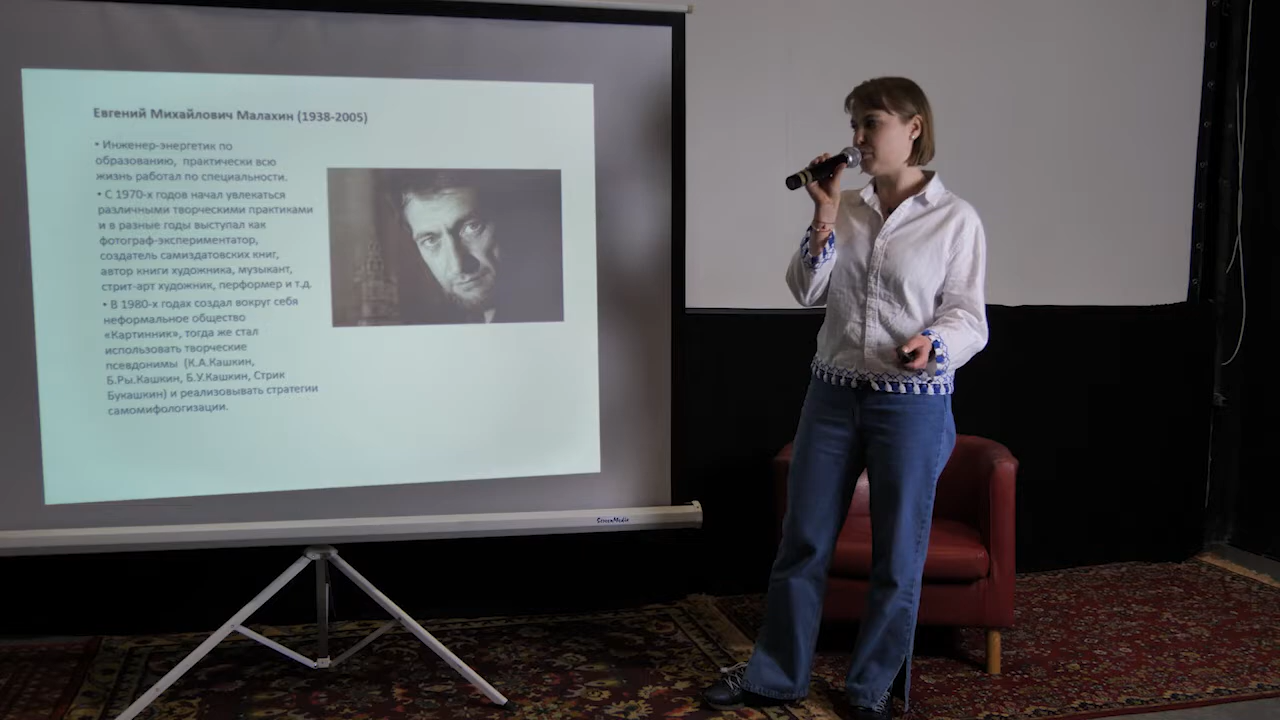 Евгений Михайлович Малахин (1938-2005)
• Инженер-энергетик по
образованию, практически всю
жизнь работал по специальности.
• С 1970-х годов начал увлекаться
различными творческими практиками
и в разные годы выступал как
фотограф-экспериментатор,
создатель самиздатовских книг,
автор книги художника, музыкант,
стрит-арт художник, перформер и т.д.
• В 1980-х годах создал вокруг себя
неформальное общество
«Картинник», тогда же стал
использовать творческие
псевдонимы (К.А.Кашкин,
Б.Ры.Кашкин, Б.У.Кашкин, Стрик
Букашкин) и реализовывать стратегии
самомифологизации.
ScreenMedia